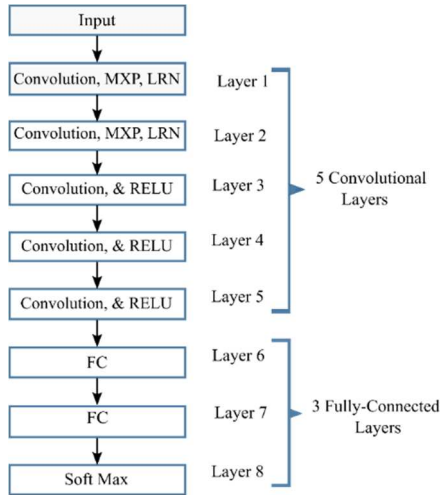 Input
Convolution, MXP, LRN
Layer 1
Convolution, MXP, LRN
Layer 2
Convolution, & RELU
Layer 3
5 Convolutional
Layers
Convolution, & RELU
Layer 4
Convolution, & RELU
Layer 5
FC
Layer 6
FC
Layer 7
3 Fully-Connected
Layers
Soft Max
Layer 8